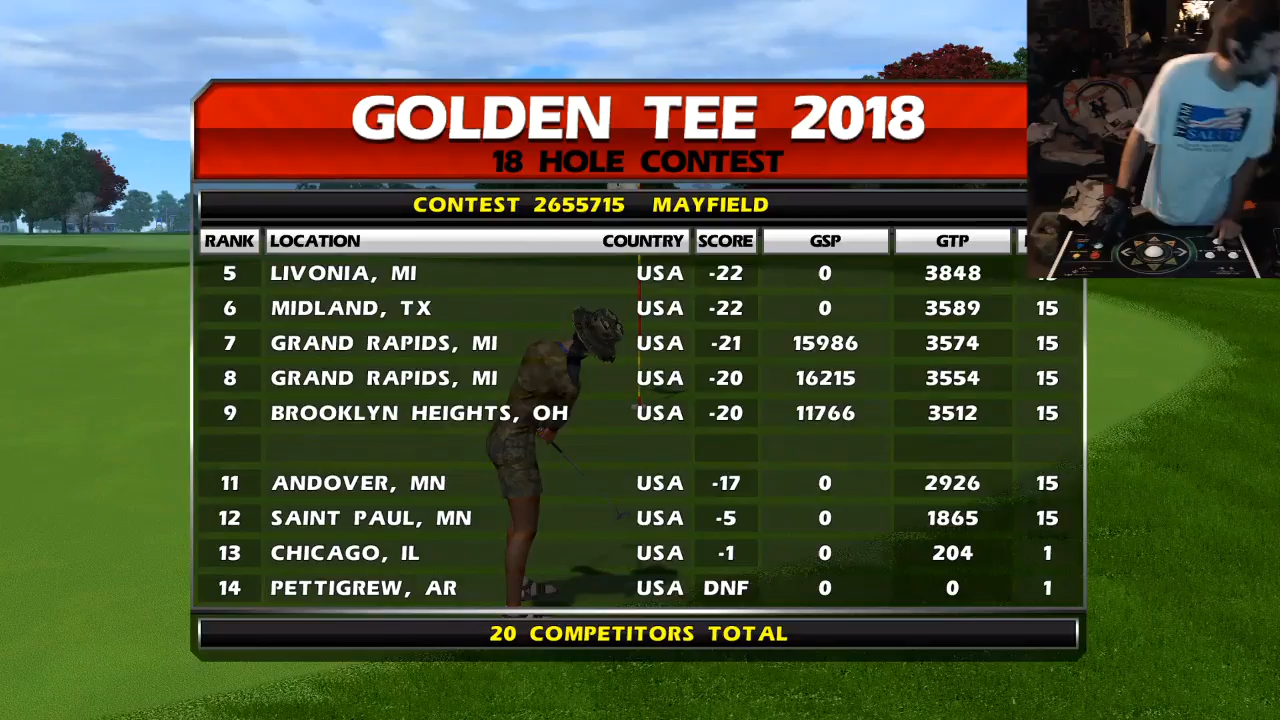 GOLDEN TEE 2018
18 HOLE CONTEST
CONTEST 2655715 MAYFIELD
RANK LOCATION COUNTRY SCORE GSP GTP
5 LIVONIA, MI USA -22 0 3848
6 MIDLAND, TX USA -22 0 3589 15
7 GRAND RAPIDS, MI USA -21 15986 3574 15
8 GRAND RAPIDS, MI USA -20 16215 3554 15
9 BROOKLYN HEIGHTS, OH USA -20 11766 3512 15
11 ANDOVER, MN USA -17 0 2926 15
12 SAINT PAUL, MN USA -5 0 1865 15
13 CHICAGO, IL USA -1 0 204 1
14 PETTIGREW, AR USA DNF 0 0 1
20 COMPETITORS TOTAL
SALUTE